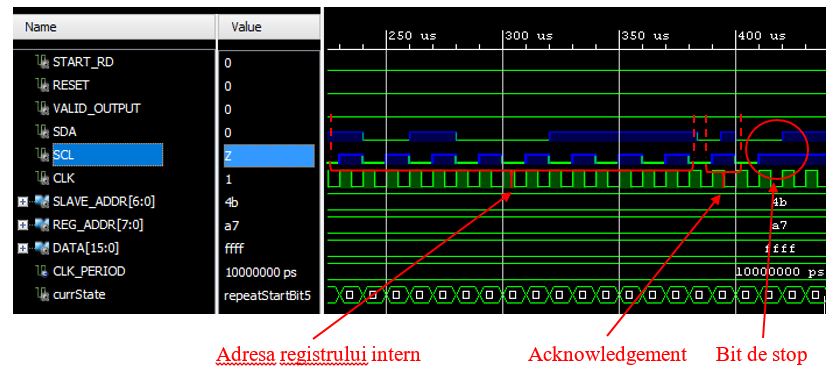 Name Value
250 us 300 us 350 us 400 us
START_RD 0
RESET 0
VALID_OUTPUT 0
SDA 0
SCL Z
CLK 1
SLAVE_ADDR[6:0] 4b 4b
REG_ADDR[7:0] a7 a7
DATA[15:0] ffff ffff
CLK_PERIOD 10000000 ps 10000000 ps
currState repeatStartBit5
Adresa registrului intern Acknowledgement Bit de stop